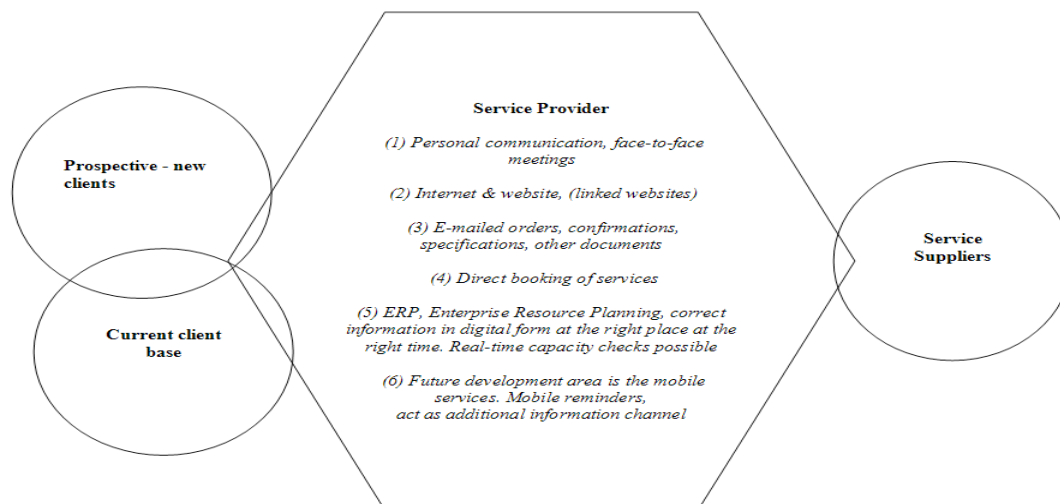 Prospective - new
clients
Current client
base
Service Provider
(1) Personal communication, face-to-face
meetings
(2) Internet & website, (linked websites)
(3) E-mailed orders, confirmations,
specifications, other documents
(4) Direct booking of services
(5) ERP, Enterprise Resource Planning, correct
information in digital form at the right place at the
right time. Real-time capacity checks possible
(6) Future development area is the mobile
services. Mobile reminders,
act as additional information channel
Service
Suppliers